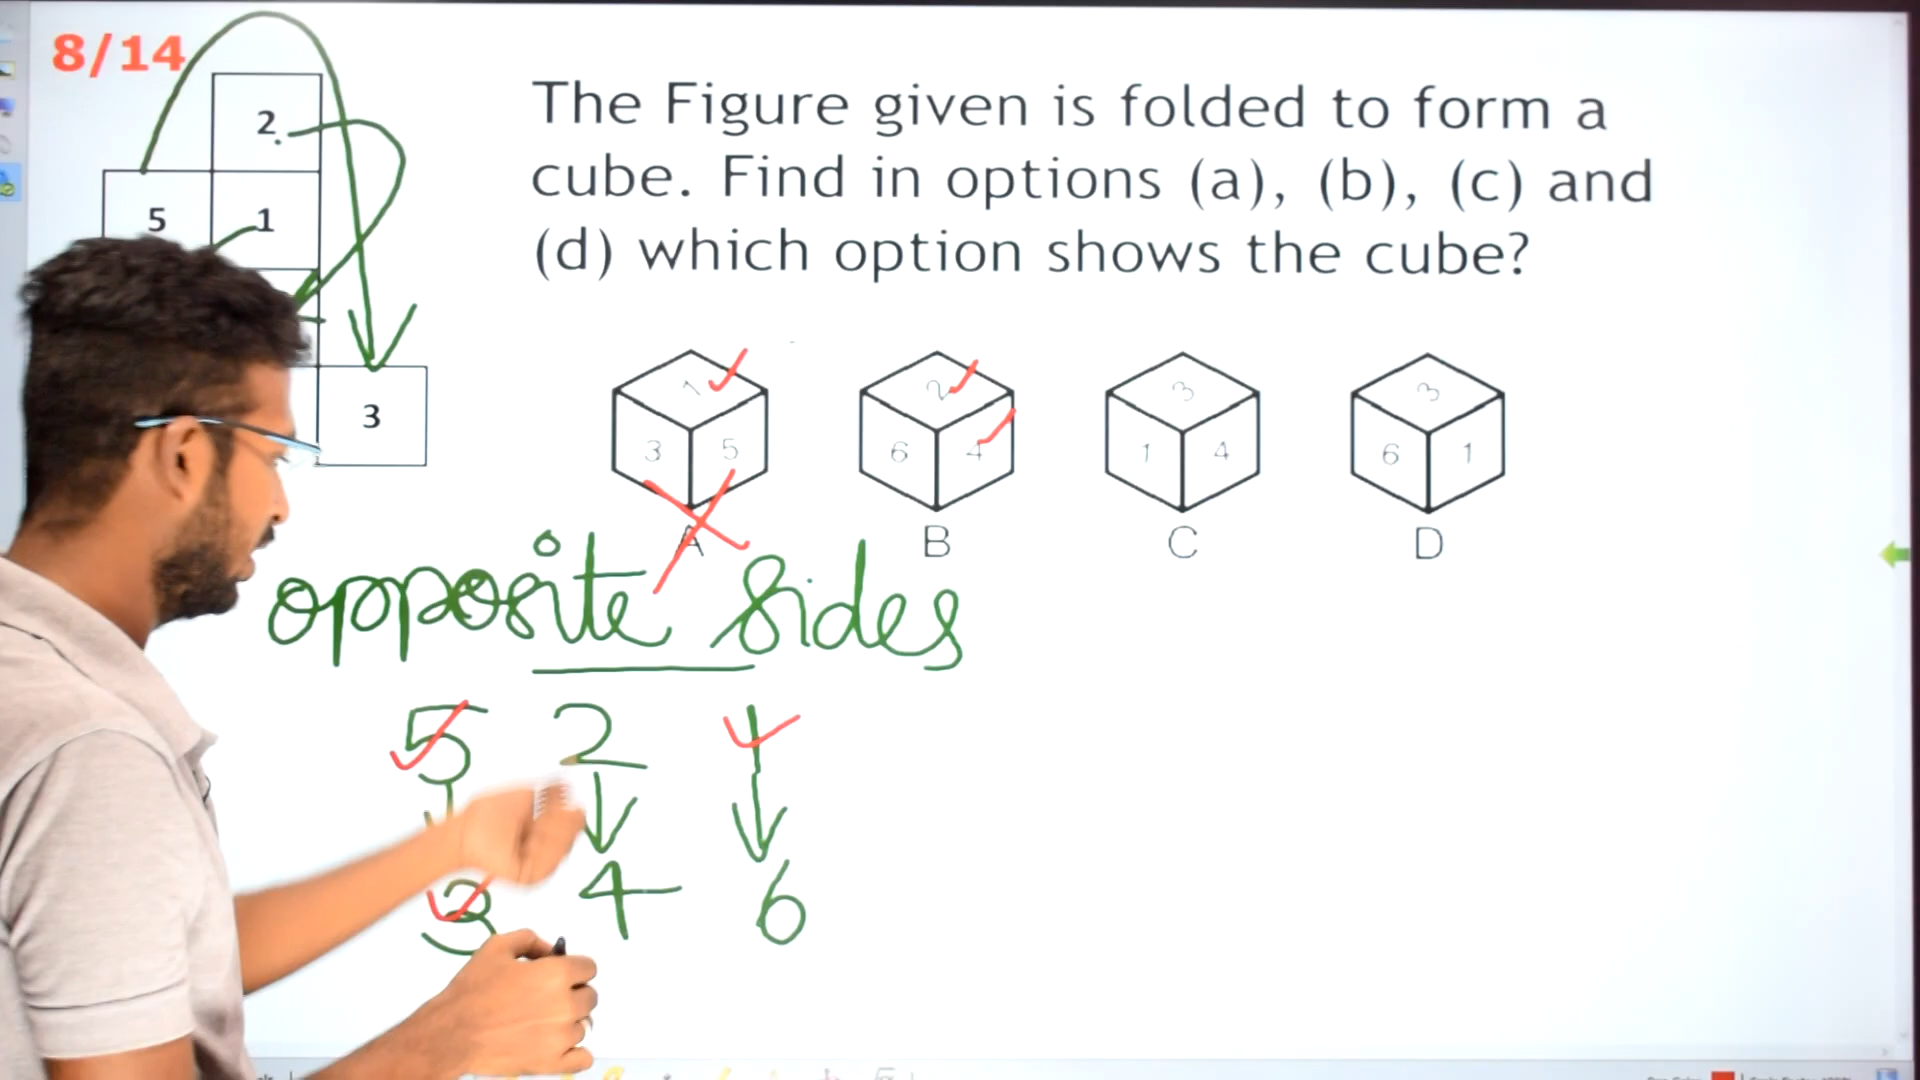 8/14
2
5 1
3
The Figure given is folded to form a
cube. Find in options (a), (b), (c) and
(d) which option shows the cube?
1 3 5
2 6 4
3 1 4
3 6 1
A B C D
opposite sides
5 2 1
3 4 6